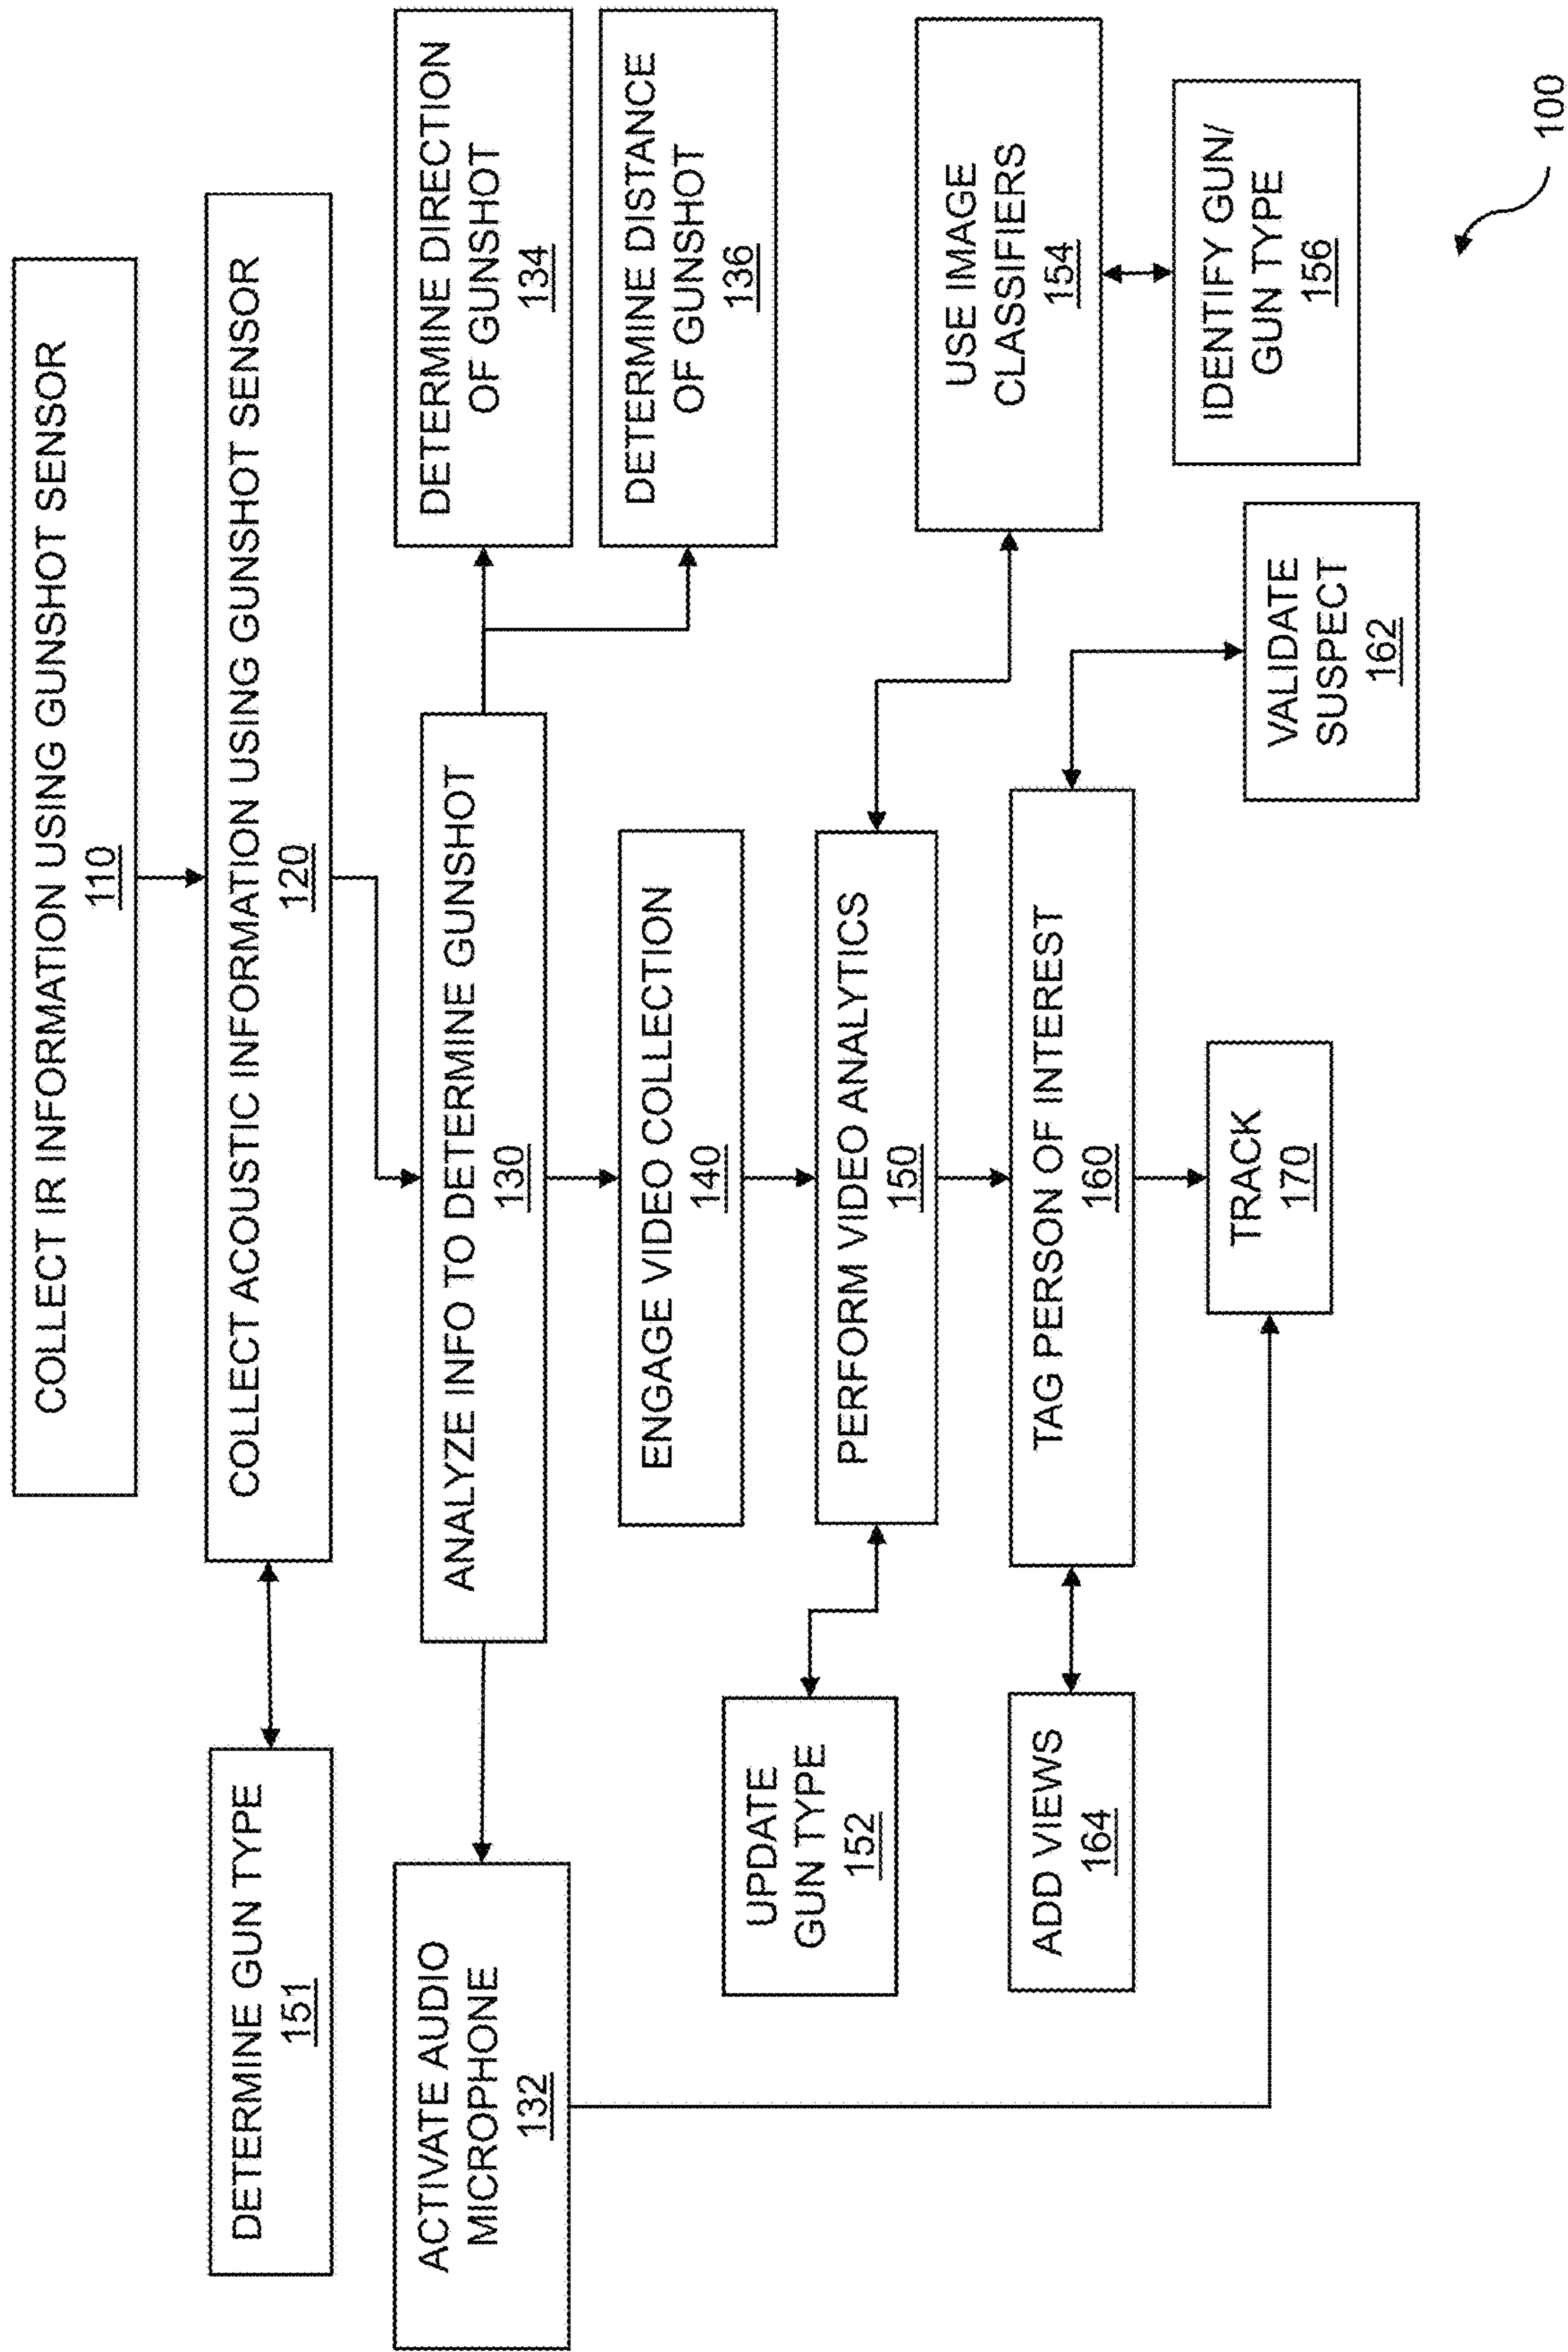 COLLECT IR INFORMATION USING GUNSHOT SENSOR
110
DETERMINE GUN TYPE
151
COLLECT ACOUSTIC INFORMATION USING GUNSHOT SENSOR
120
ACTIVATE AUDIO
MICROPHONE
132
ANALYZE INFO TO DETERMINE GUNSHOT
130
DETERMINE DIRECTION
OF GUNSHOT
134
DETERMINE DISTANCE
OF GUNSHOT
136
ENGAGE VIDEO COLLECTION
140
UPDATE
GUN TYPE
152
PERFORM VIDEO ANALYTICS
150
USE IMAGE
CLASSIFIERS
154
ADD VIEWS
164
TAG PERSON OF INTEREST
160
IDENTIFY GUN/
GUN TYPE
156
VALIDATE
SUSPECT
162
TRACK
170
100